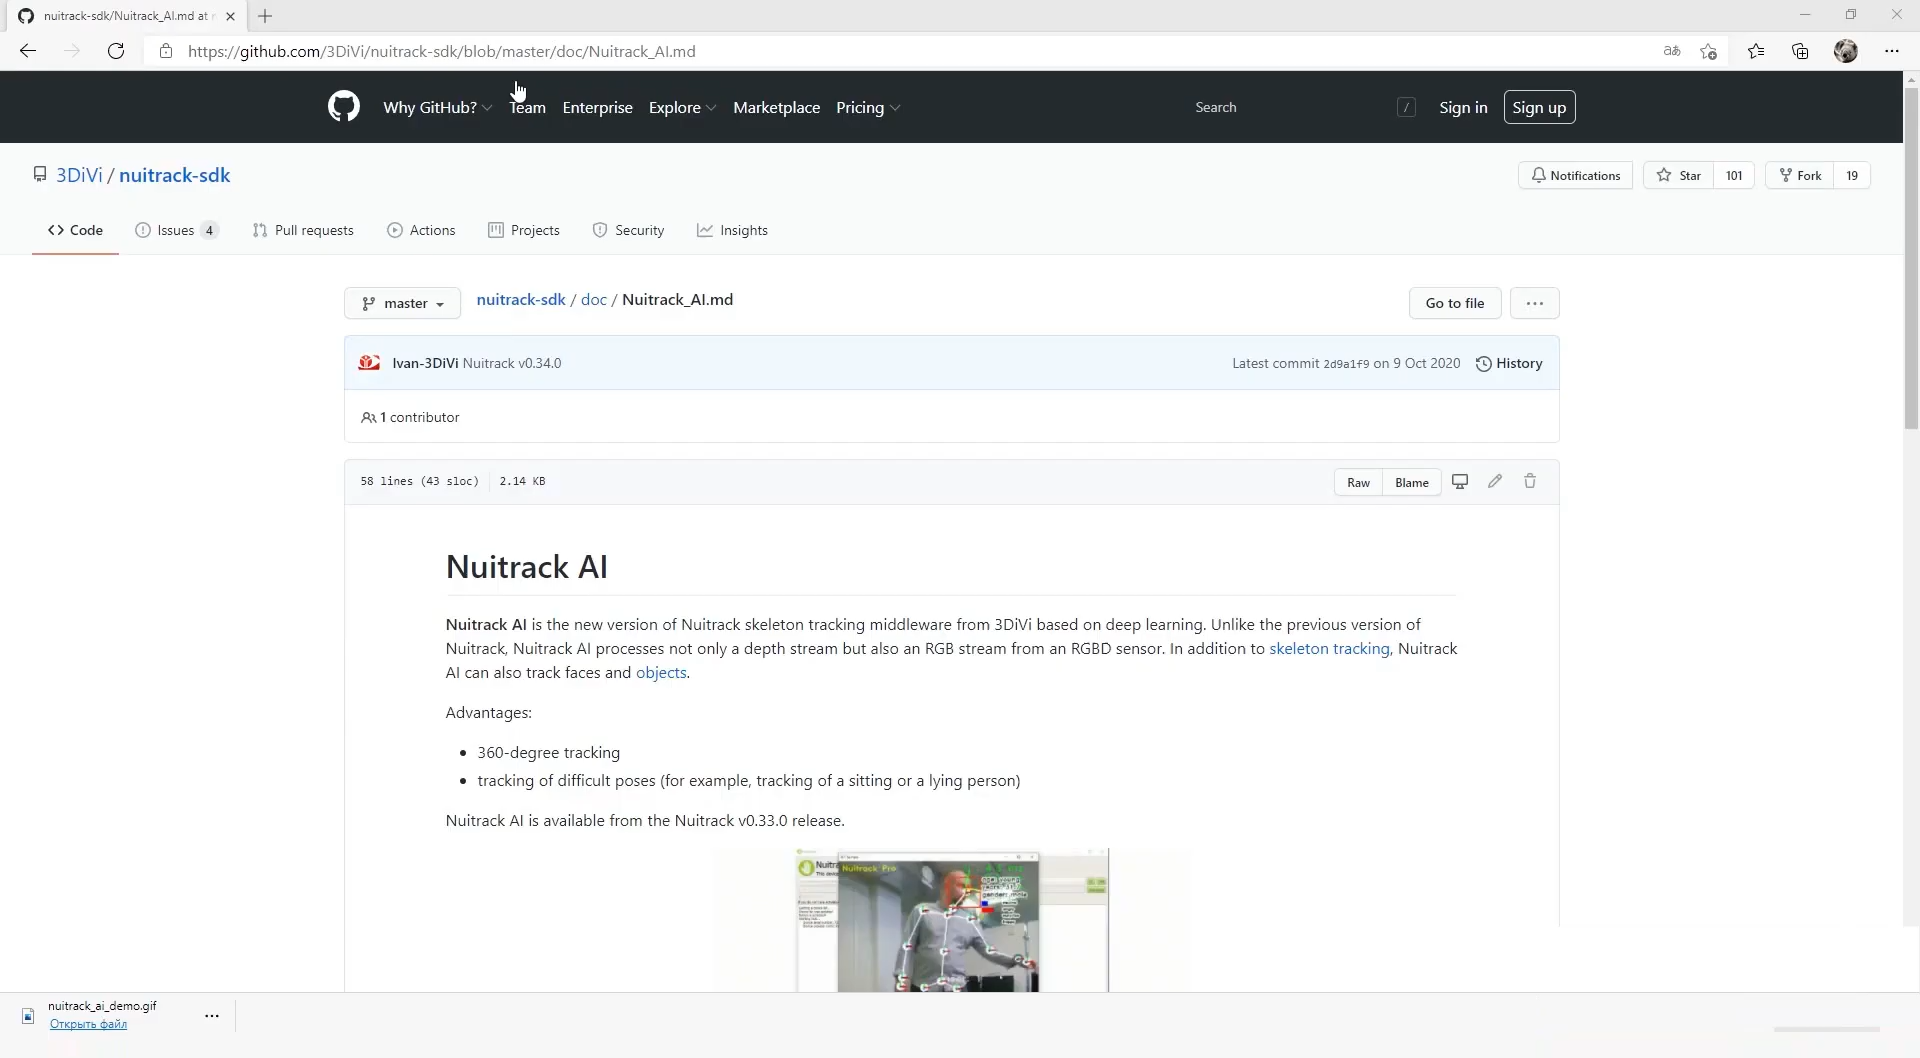 nuitrack-sdk/Nuitrack_AI.md at
https://github.com/3DiVi/nuitrack-sdk/blob/master/doc/Nuitrack_AI.md
aあ
Why GitHub? Team Enterprise Explore Marketplace Pricing Search / Sign in Sign up
3DiVi / nuitrack-sdk Notifications Star 101 Fork 19
Code Issues 4 Pull requests Actions Projects Security Insights
master nuitrack-sdk / doc / Nuitrack_AI.md Go to file ...
Ivan-3DiVi Nuitrack v0.34.0 Latest commit 2d9a1f9 on 9 Oct 2020 History
1 contributor
58 lines (43 sloc) 2.14 KB Raw Blame
Nuitrack AI
Nuitrack AI is the new version of Nuitrack skeleton tracking middleware from 3DiVi based on deep learning. Unlike the previous version of
Nuitrack, Nuitrack AI processes not only a depth stream but also an RGB stream from an RGBD sensor. In addition to skeleton tracking, Nuitrack
AI can also track faces and objects.
Advantages:
• 360-degree tracking
• tracking of difficult poses (for example, tracking of a sitting or a lying person)
Nuitrack AI is available from the Nuitrack v0.33.0 release.
Nuitrack Pro
nuitrack_ai_demo.gif
Открыть файл